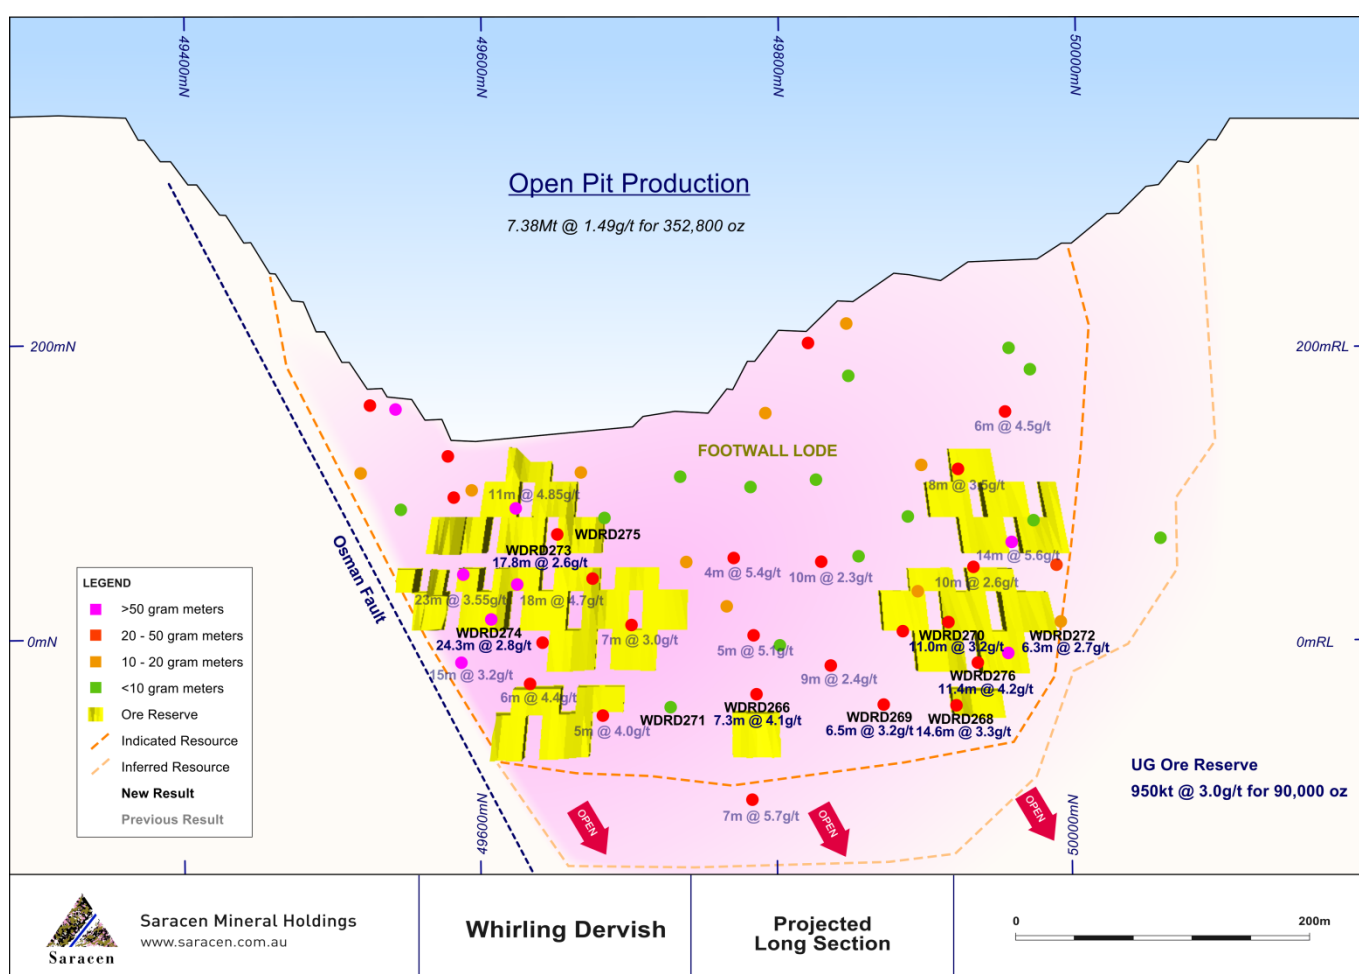 49400mN
49600mN
49800mN
50000mN
Open Pit Production
7.38Mt @ 1.49g/t for 352,800 oz
200mN
200mRL
6m @ 4.5g/t
FOOTWALL LODE
8m @ 3.5g/t
11m @ 4.85g/t
WDRD275
WDRD273
17.8m @ 2.6g/t
14m @ 5.6g/t
4m @ 5.4g/t
10m @ 2.3g/t
10m @ 2.6g/t
Osman Fault
23m @ 3.55g/t
18m @ 4.7g/t
0mN
0mRL
WDRD274
24.3m @ 2.8g/t
7m @ 3.0g/t
5m @ 5.1g/t
WDRD270
11.0m @ 3.2g/t
WDRD272
6.3m @ 2.7g/t
15m @ 3.2g/t
9m @ 2.4g/t
WDRD276
11.4m @ 4.2g/t
6m @ 4.4g/t
5m @ 4.0g/t
WDRD271
WDRD266
7.3m @ 4.1g/t
WDRD269
6.5m @ 3.2g/t
WDRD268
14.6m @ 3.3g/t
LEGEND
>50 gram meters
20 - 50 gram meters
10 - 20 gram meters
<10 gram meters
Ore Reserve
Indicated Resource
Inferred Resource
New Result
Previous Result
UG Ore Reserve
950kt @ 3.0g/t for 90,000 oz
7m @ 5.7g/t
OPEN
OPEN
OPEN
49600mN
50000mN
Saracen
Saracen Mineral Holdings
www.saracen.com.au
Whirling Dervish
Projected
Long Section
0
200m